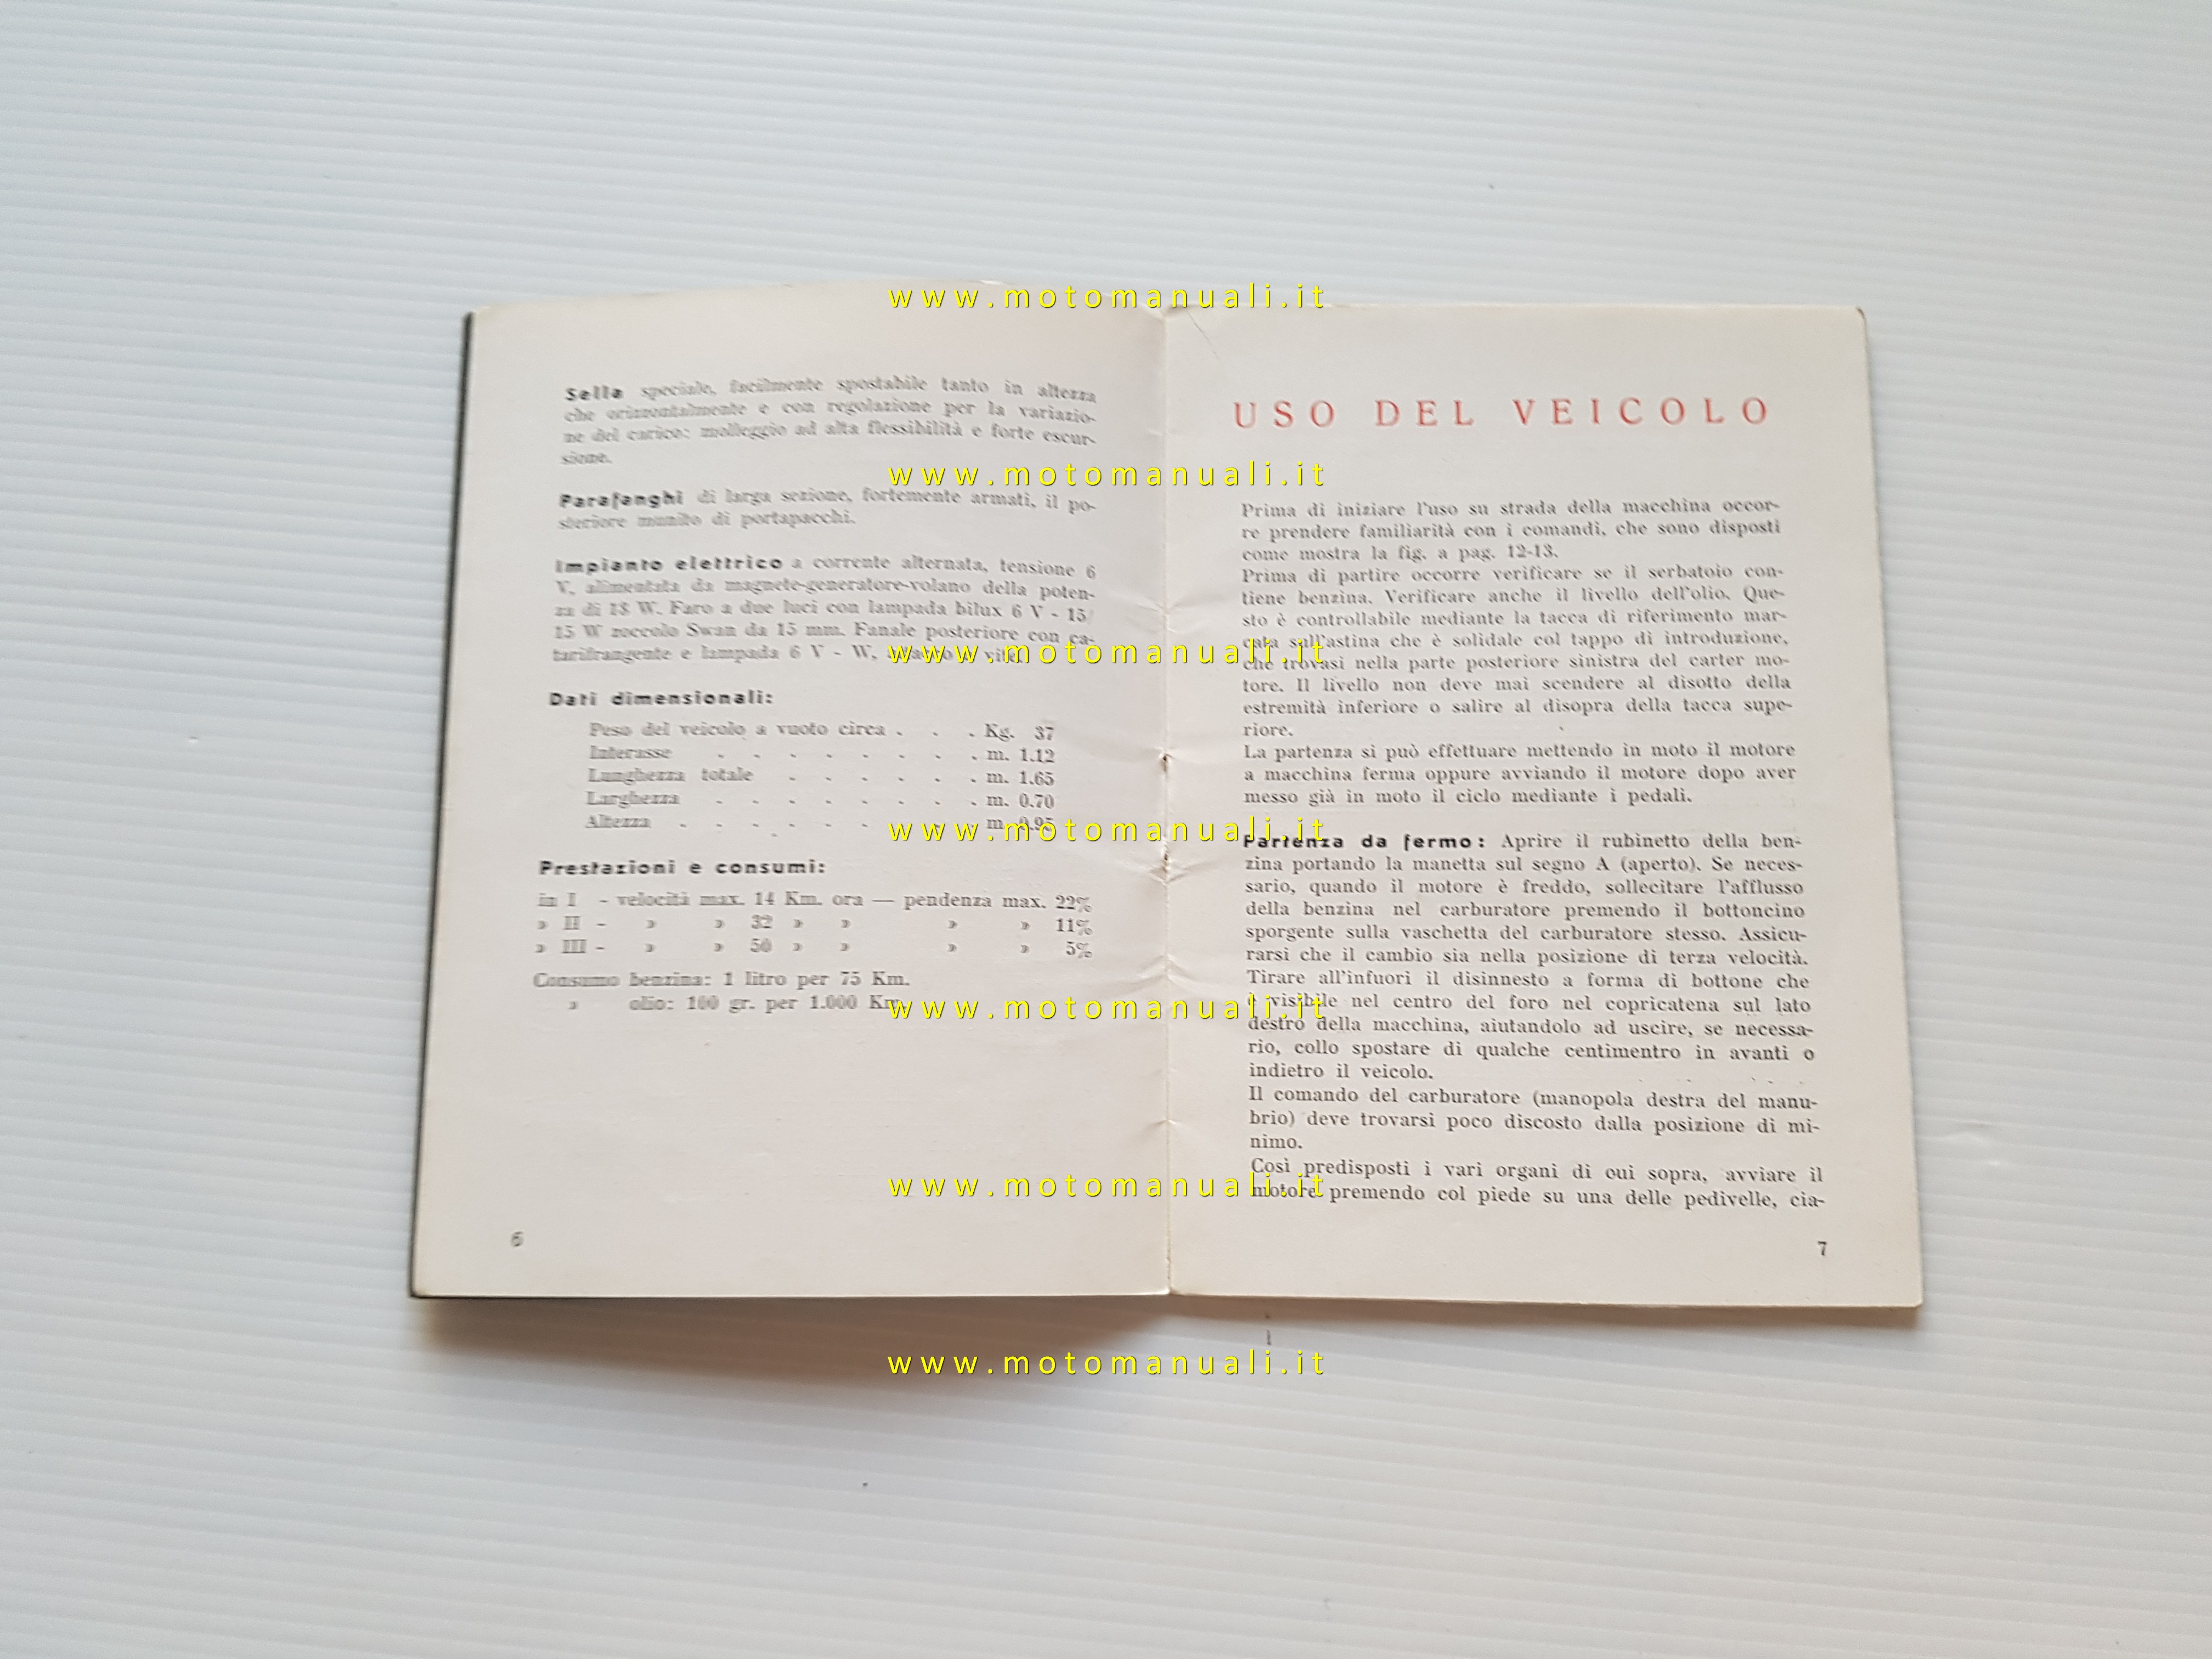 Sella speciale, facilmente spostabile tanto in altezza
che orizzontalmente e con regolazione per la variazio-
ne del carico: molleggio ad alta flessibilità e forte escur-
sione.
Parafanghi di larga sezione, fortemente armati, il po-
steriore munito di portapacchi.
Impianto elettrico a corrente alternata, tensione 6
V, alimentata da magnete-generatore-volano della poten-
za di 18 W. Faro a due luci con lampada bilux 6 V - 15/
15 W zoccolo Swan da 15 mm. Fanale posteriore con ca-
tarifrangente e lampada 6 V - W,
Dati dimensionali:
Peso del veicolo a vuoto circa . . . Kg. 37
Interasse . . . . . . . . m. 1.12
Lunghezza totale . . . . . . m. 1.65
Larghezza . . . . . . . . m. 0.70
Altezza . . . . . . m. 0.95
Prestazioni e consumi:
in I - velocità max. 14 Km. ora — pendenza max. 22%
» II - » » 32 » » » » 11%
» III - » » 50 » » » » 5%
Consumo benzina: 1 litro per 75 Km.
» olio: 100 gr. per 1.000 Km.
6
USO DEL VEICOLO
Prima di iniziare l'uso su strada della macchina occor-
re prendere familiarità con i comandi, che sono disposti
come mostra la fig. a pag. 12-13.
Prima di partire occorre verificare se il serbatoio con-
tiene benzina. Verificare anche il livello dell'olio. Que-
sto è controllabile mediante la tacca di riferimento mar-
cata sull'astina che è solidale col tappo di introduzione,
che trovasi nella parte posteriore sinistra del carter mo-
tore. Il livello non deve mai scendere al disotto della
estremità inferiore o salire al disopra della tacca supe-
riore.
La partenza si può effettuare mettendo in moto il motore
a macchina ferma oppure avviando il motore dopo aver
messo già in moto il ciclo mediante i pedali.
Partenza da fermo: Aprire il rubinetto della ben-
zina portando la manetta sul segno A (aperto). Se neces-
sario, quando il motore è freddo, sollecitare l'afflusso
della benzina nel carburatore premendo il bottoncino
sporgente sulla vaschetta del carburatore stesso. Assicu-
rarsi che il cambio sia nella posizione di terza velocità.
Tirare all'infuori il disinnesto a forma di bottone che
è visibile nel centro del foro nel copricatena sul lato
destro della macchina, aiutandolo ad uscire, se necessa-
rio, collo spostare di qualche centimentro in avanti o
indietro il veicolo.
Il comando del carburatore (manopola destra del manu-
brio) deve trovarsi poco discosto dalla posizione di mi-
nimo.
Così predisposti i vari organi di oui sopra, avviare il
motore premendo col piede su una delle pedivelle, cia-
7
www.motomanuali.it
www.motomanuali.it
www.motomanuali.it
www.motomanuali.it
www.motomanuali.it
www.motomanuali.it
www.motomanuali.it